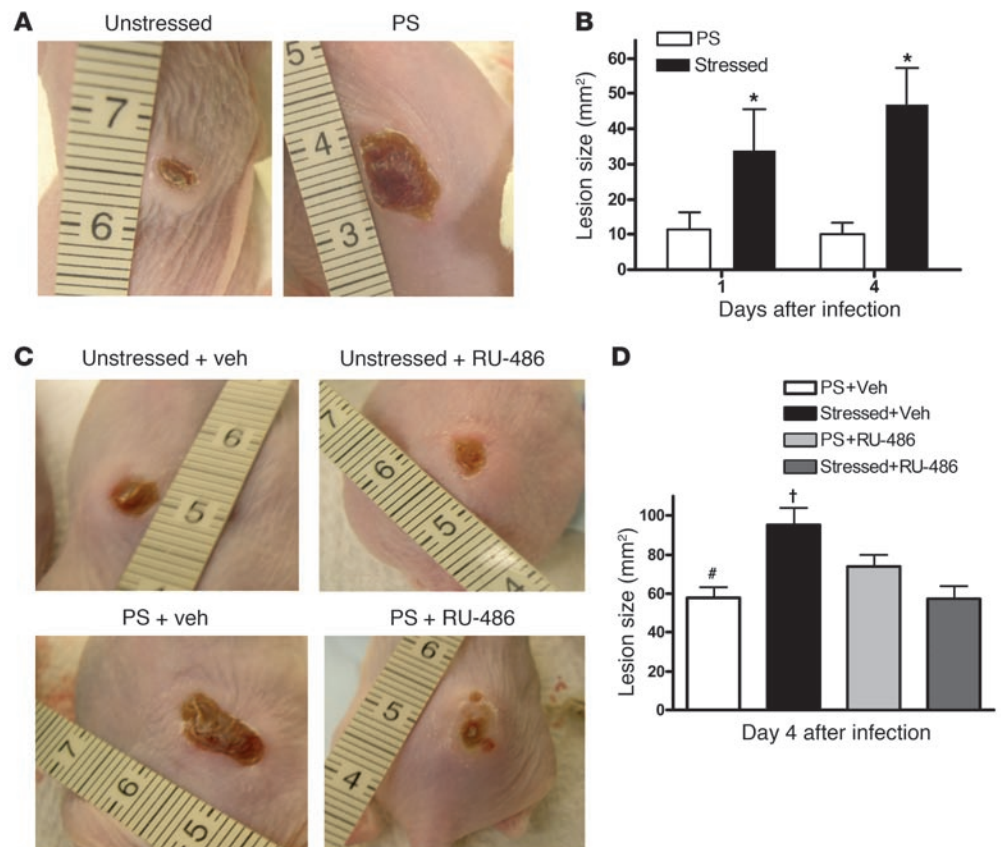 A
Unstressed
PS
7
6
5
4
3
B
PS
Stressed
Lesion size (mm²)
60
50
40
30
20
10
0
*
*
1
4
Days after infection
C
Unstressed + veh
Unstressed + RU-486
6
5
7
6
5
4
PS + veh
PS + RU-486
7
6
5
6
5
4
D
PS+Veh
Stressed+Veh
PS+RU-486
Stressed+RU-486
Lesion size (mm²)
100
80
60
40
20
0
#
†
Day 4 after infection